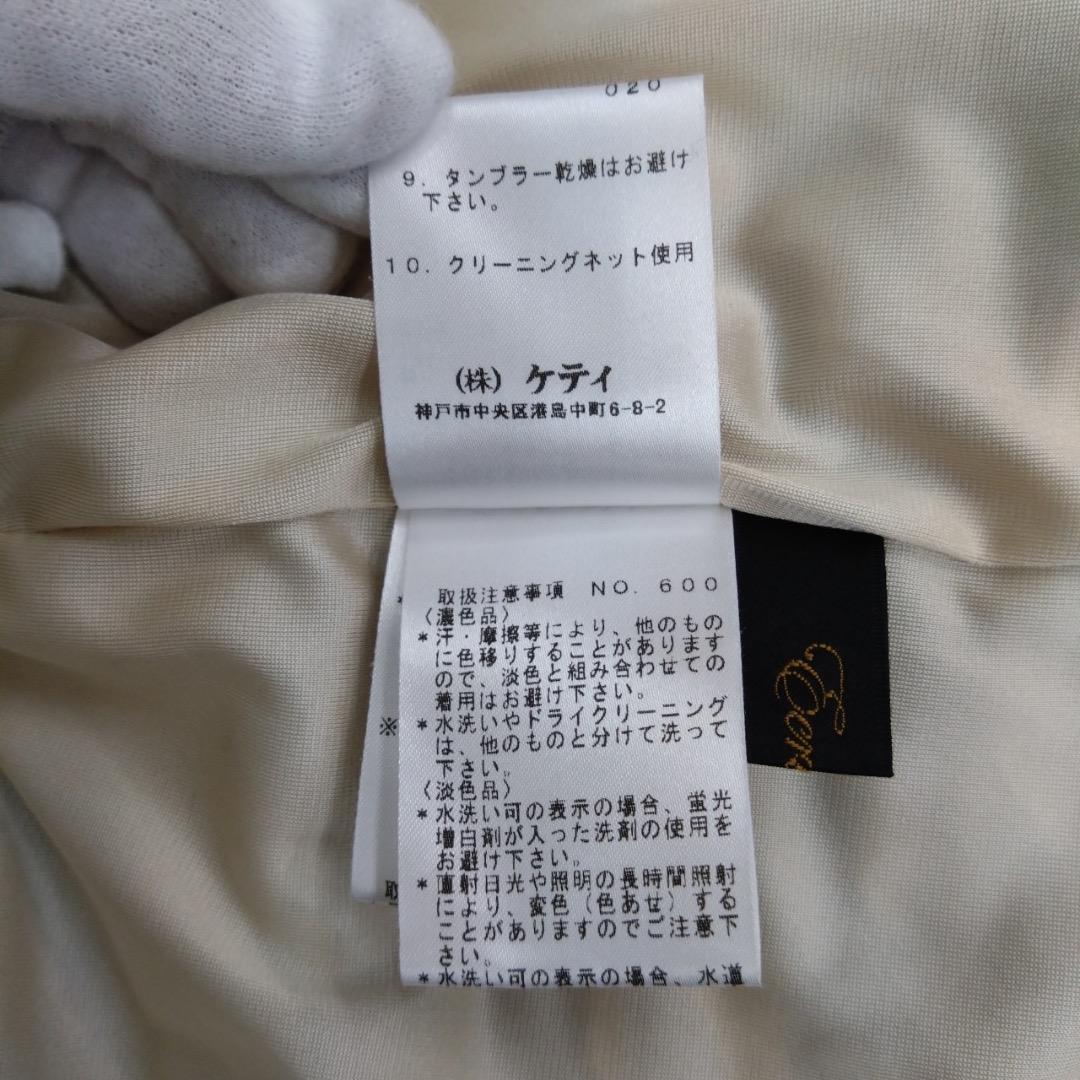 020
9. タンブラー乾燥はお避け
下さい。
10. クリーニングネット使用
(株) ケティ
神戸市中央区港島中町6-8-2
取扱注意事項 NO. 600
〈濃色品〉
*汗・摩擦等により、他のもの
に色移りすることがあります
ので、淡色と組み合わせての
着用はお避け下さい。
*水洗いやドライクリーニング
は、他のものと分けて洗って
下さい。
〈淡色品〉
*水洗い可の表示の場合、蛍光
増白剤が入った洗剤の使用を
お避け下さい。
*直射日光や照明の長時間照射
により、変色(色あせ)する
ことがありますのでご注意下
さい。
*水洗い可の表示の場合、水道
※
取